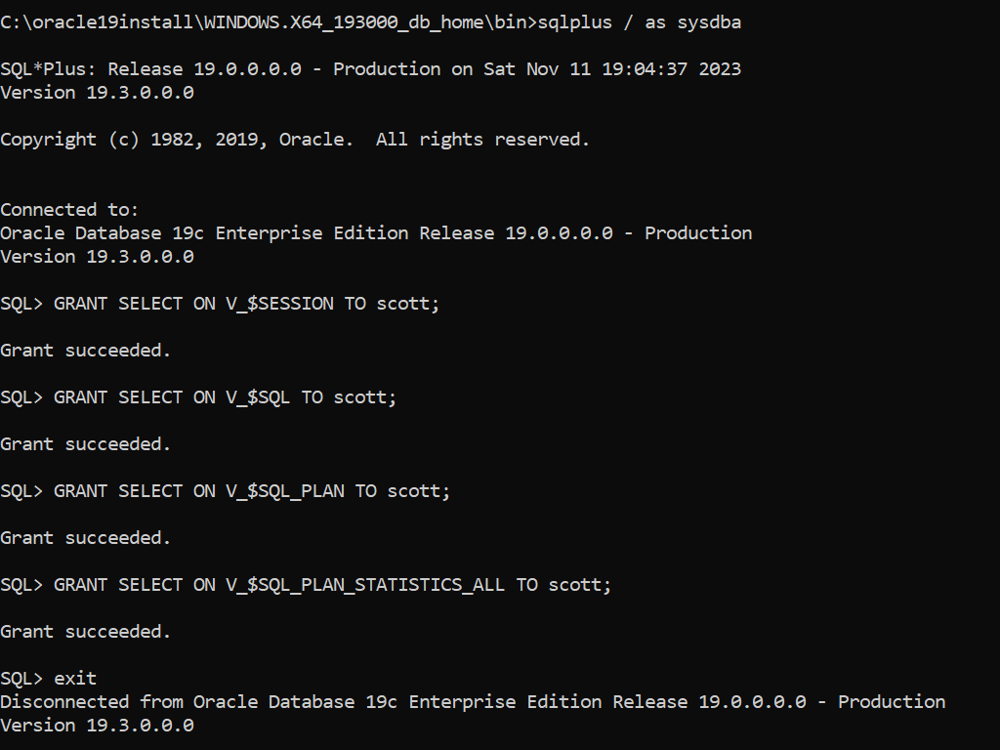 C:\oracle19install\WINDOWS.X64_193000_db_home\bin>sqlplus / as sysdba
SQL*Plus: Release 19.0.0.0.0 - Production on Sat Nov 11 19:04:37 2023
Version 19.3.0.0.0
Copyright (c) 1982, 2019, Oracle.  All rights reserved.
Connected to:
Oracle Database 19c Enterprise Edition Release 19.0.0.0.0 - Production
Version 19.3.0.0.0
SQL> GRANT SELECT ON V_$SESSION TO scott;
Grant succeeded.
SQL> GRANT SELECT ON V_$SQL TO scott;
Grant succeeded.
SQL> GRANT SELECT ON V_$SQL_PLAN TO scott;
Grant succeeded.
SQL> GRANT SELECT ON V_$SQL_PLAN_STATISTICS_ALL TO scott;
Grant succeeded.
SQL> exit
Disconnected from Oracle Database 19c Enterprise Edition Release 19.0.0.0.0 - Production
Version 19.3.0.0.0